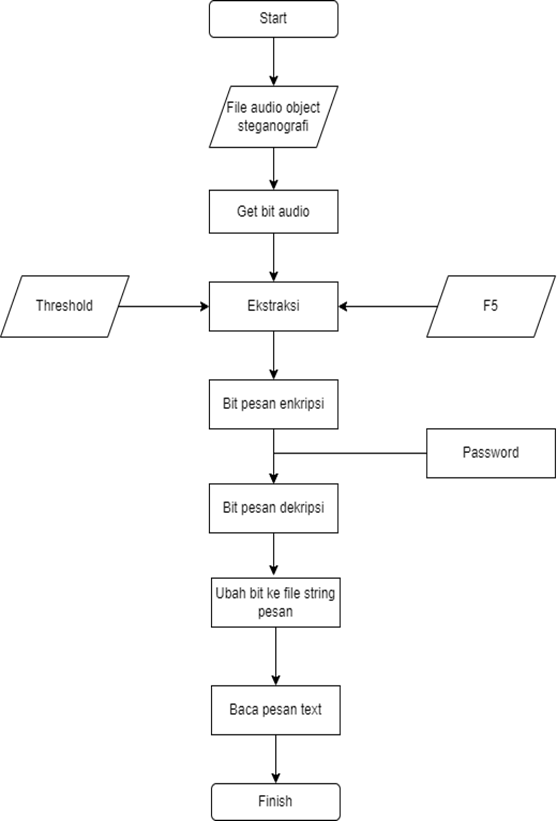 Start
File audio object
steganografi
Get bit audio
Threshold
Ekstraksi
F5
Bit pesan enkripsi
Password
Bit pesan dekripsi
Ubah bit ke file string
pesan
Baca pesan text
Finish